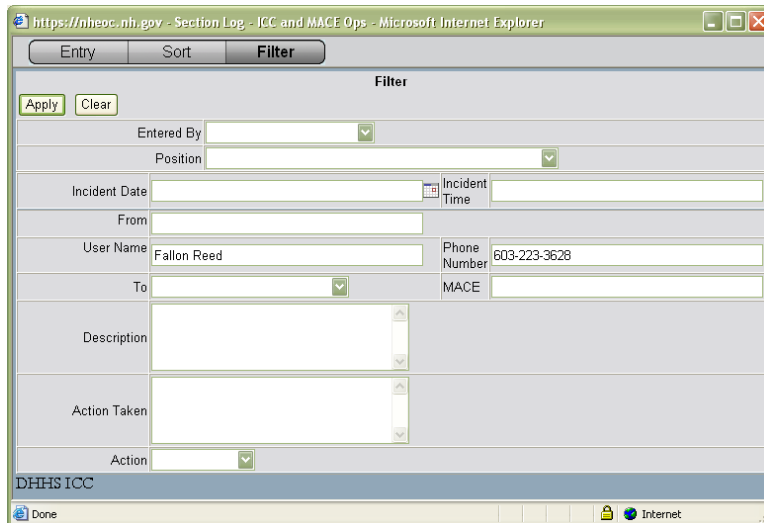 https://nheoc.nh.gov - Section Log - ICC and MACE Ops - Microsoft Internet Explorer
Entry Sort Filter
Filter
Apply Clear
Entered By
Position
Incident Date Incident Time
From
User Name Fallon Reed Phone Number 603-223-3628
To MACE
Description
Action Taken
Action
DHHS ICC
Done Internet